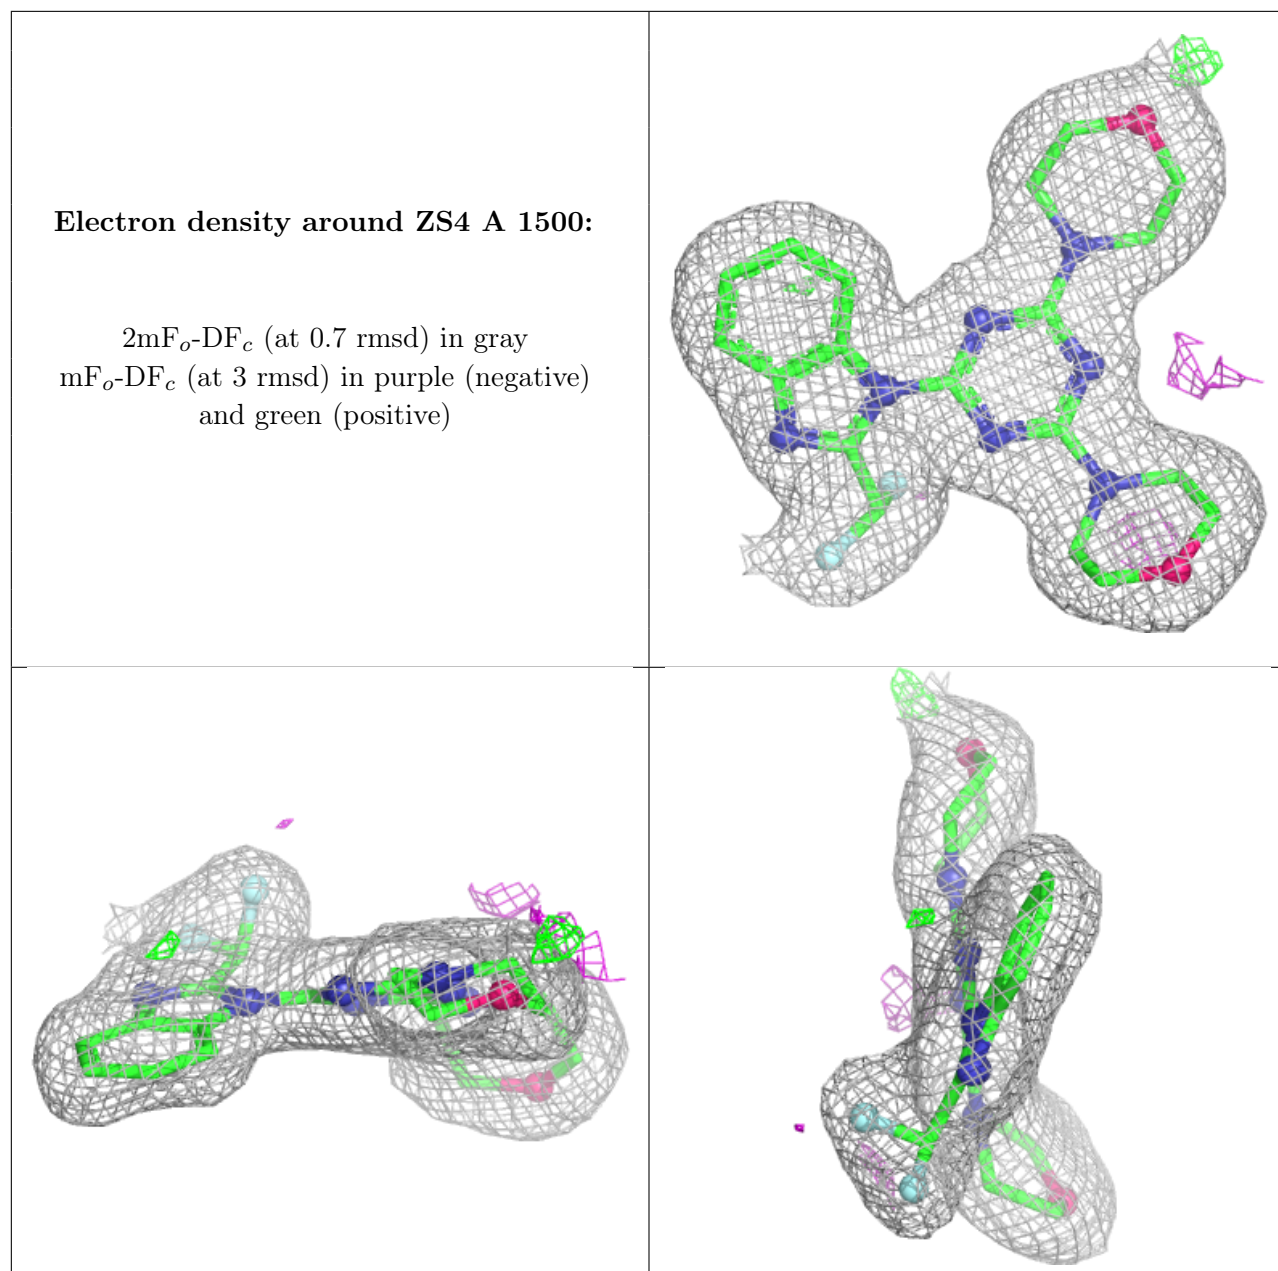 Electron density around ZS4 A 1500:
2mFo-DFc (at 0.7 rmsd) in gray
mFo-DFc (at 3 rmsd) in purple (negative)
and green (positive)